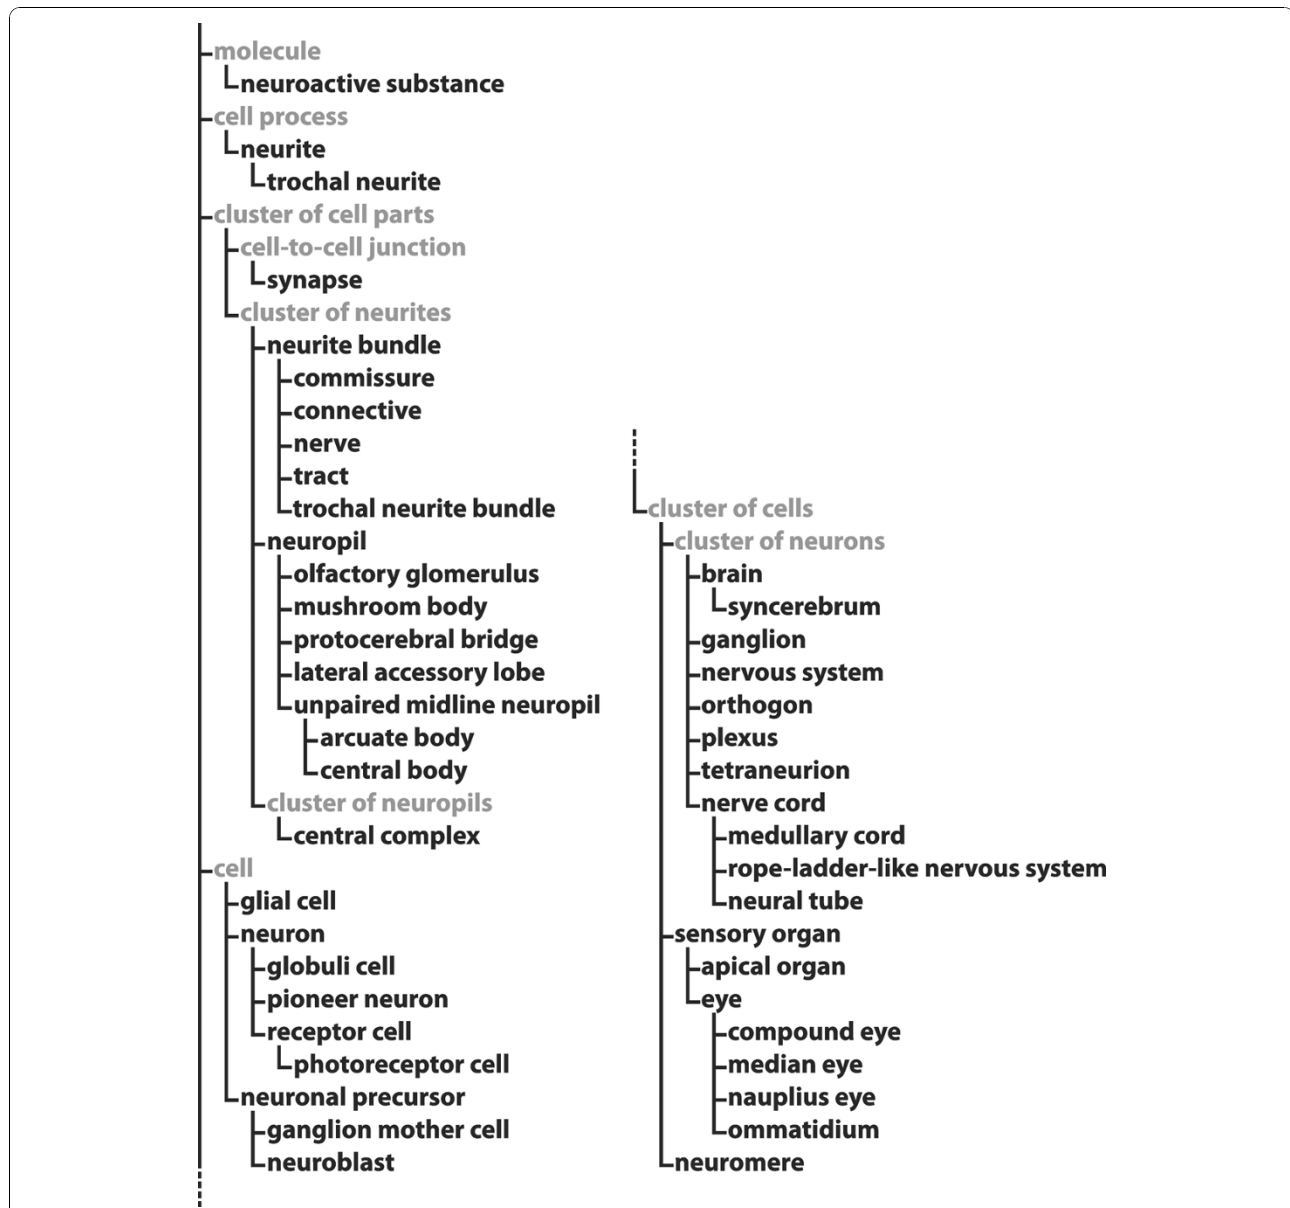 molecule
neuroactive substance
cell process
neurite
trochal neurite
cluster of cell parts
cell-to-cell junction
synapse
cluster of neurites
neurite bundle
commissure
connective
nerve
tract
trochal neurite bundle
neuropil
olfactory glomerulus
mushroom body
protocerebral bridge
lateral accessory lobe
unpaired midline neuropil
arcuate body
central body
cluster of neuropils
central complex
cell
glial cell
neuron
globuli cell
pioneer neuron
receptor cell
photoreceptor cell
neuronal precursor
ganglion mother cell
neuroblast
cluster of cells
cluster of neurons
brain
syncerebrum
ganglion
nervous system
orthogon
plexus
tetraneurion
nerve cord
medullary cord
rope-ladder-like nervous system
neural tube
sensory organ
apical organ
eye
compound eye
median eye
nauplius eye
ommatidium
neuromere